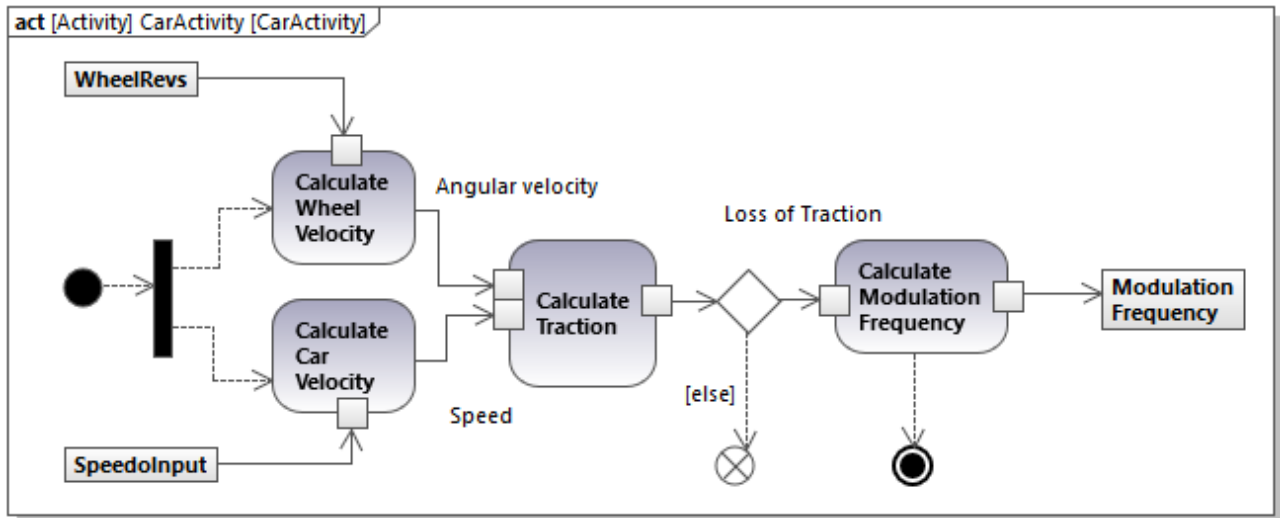 act [Activity] CarActivity [CarActivity]
WheelRevs
Calculate
Wheel
Velocity
Angular velocity
Loss of Traction
Calculate
Traction
Calculate
Modulation
Frequency
Modulation
Frequency
Calculate
Car
Velocity
[else]
Speed
SpeedoInput